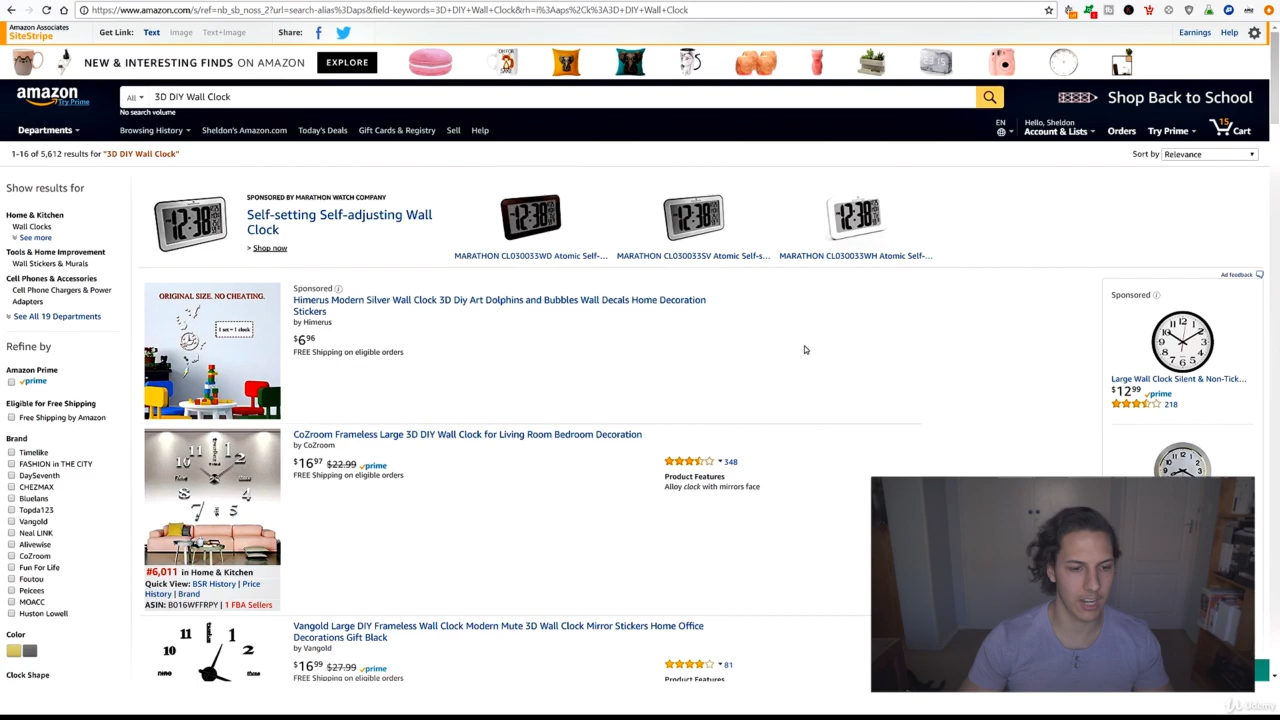 https://www.amazon.com/s/ref=nb_sb_noss_2?url=search-alias%3Daps&field-keywords=3D+DIY+Wall+Clock&rh=i%3Aaps%2Ck%3A3D+DIY+Wall+Clock
Amazon Associates
SiteStripe
Get Link: Text Image Text+Image Share:
Earnings Help
NEW & INTERESTING FINDS ON AMAZON EXPLORE
amazon
Try Prime
All 3D DIY Wall Clock
No search volume
Shop Back to School
Departments
Browsing History Sheldon's Amazon.com Today's Deals Gift Cards & Registry Sell Help
EN
Hello, Sheldon
Account & Lists Orders Try Prime 15 Cart
1-16 of 5,612 results for "3D DIY Wall Clock"
Sort by Relevance
Show results for
Home & Kitchen
Wall Clocks
See more
Tools & Home Improvement
Wall Stickers & Murals
Cell Phones & Accessories
Cell Phone Chargers & Power
Adapters
See All 19 Departments
Refine by
Amazon Prime
prime
Eligible for Free Shipping
Free Shipping by Amazon
Brand
Timelike
FASHION in THE CITY
DaySeventh
CHEZMAX
Bluelans
Topda123
Vangold
Neal LINK
Alivewise
CoZroom
Fun For Life
Foutou
Peicees
MOACC
Huston Lowell
Color
Clock Shape
12:38
SPONSORED BY MARATHON WATCH COMPANY
Self-setting Self-adjusting Wall
Clock
> Shop now
12:38
MARATHON CL030033WD Atomic Self-...
12:38
MARATHON CL030033SV Atomic Self-s...
12:38
MARATHON CL030033WH Atomic Self-...
Ad feedback
ORIGINAL SIZE. NO CHEATING.
1 set = 1 clock
Sponsored
Himerus Modern Silver Wall Clock 3D Diy Art Dolphins and Bubbles Wall Decals Home Decoration
Stickers
by Himerus
$6 96
FREE Shipping on eligible orders
CoZroom Frameless Large 3D DIY Wall Clock for Living Room Bedroom Decoration
by CoZroom
$16 97 $22.99 prime
FREE Shipping on eligible orders
348
Product Features
Alloy clock with mirrors face
#6,011 in Home & Kitchen
Quick View: BSR History | Price
History | Brand
ASIN: B016WFFRPY | 1 FBA Sellers
Vangold Large DIY Frameless Wall Clock Modern Mute 3D Wall Clock Mirror Stickers Home Office
Decorations Gift Black
by Vangold
$16 99 $27.99 prime
FREE Shipping on eligible orders
81
Product Features
Sponsored
Large Wall Clock Silent & Non-Tick...
$12 99 prime
218
Udemy